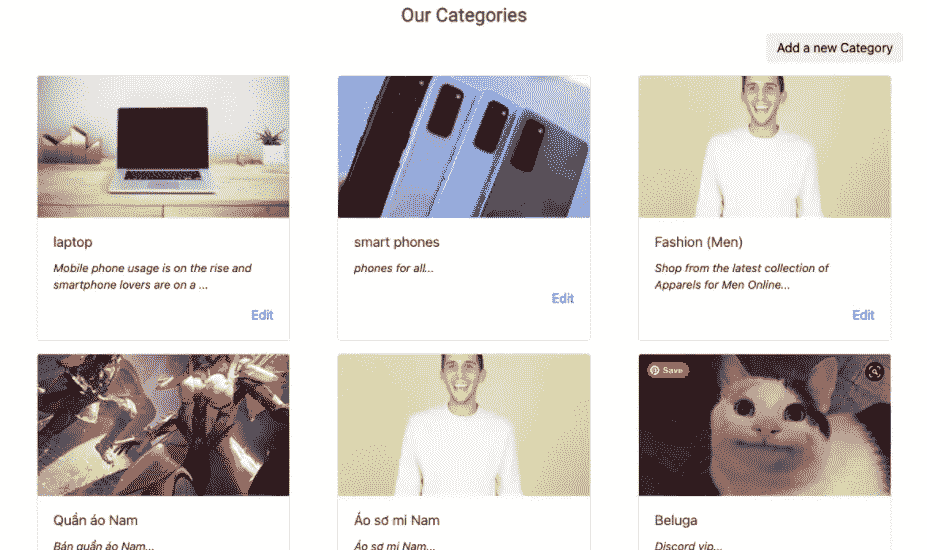 Our Categories
Add a new Category
laptop
Mobile phone usage is on the rise and
smartphone lovers are on a ...
Edit
smart phones
phones for all...
Edit
Fashion (Men)
Shop from the latest collection of
Apparels for Men Online...
Edit
Quần áo Nam
Bán quần áo Nam...
Áo sơ mi Nam
Áo sơ mi Nam...
Save
Beluga
Discord vip...